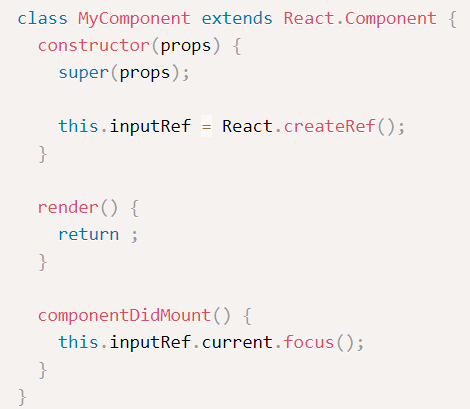 class MyComponent extends React.Component {
  constructor(props) {
    super(props);

    this.inputRef = React.createRef();
  }

  render() {
    return ;
  }

  componentDidMount() {
    this.inputRef.current.focus();
  }
}